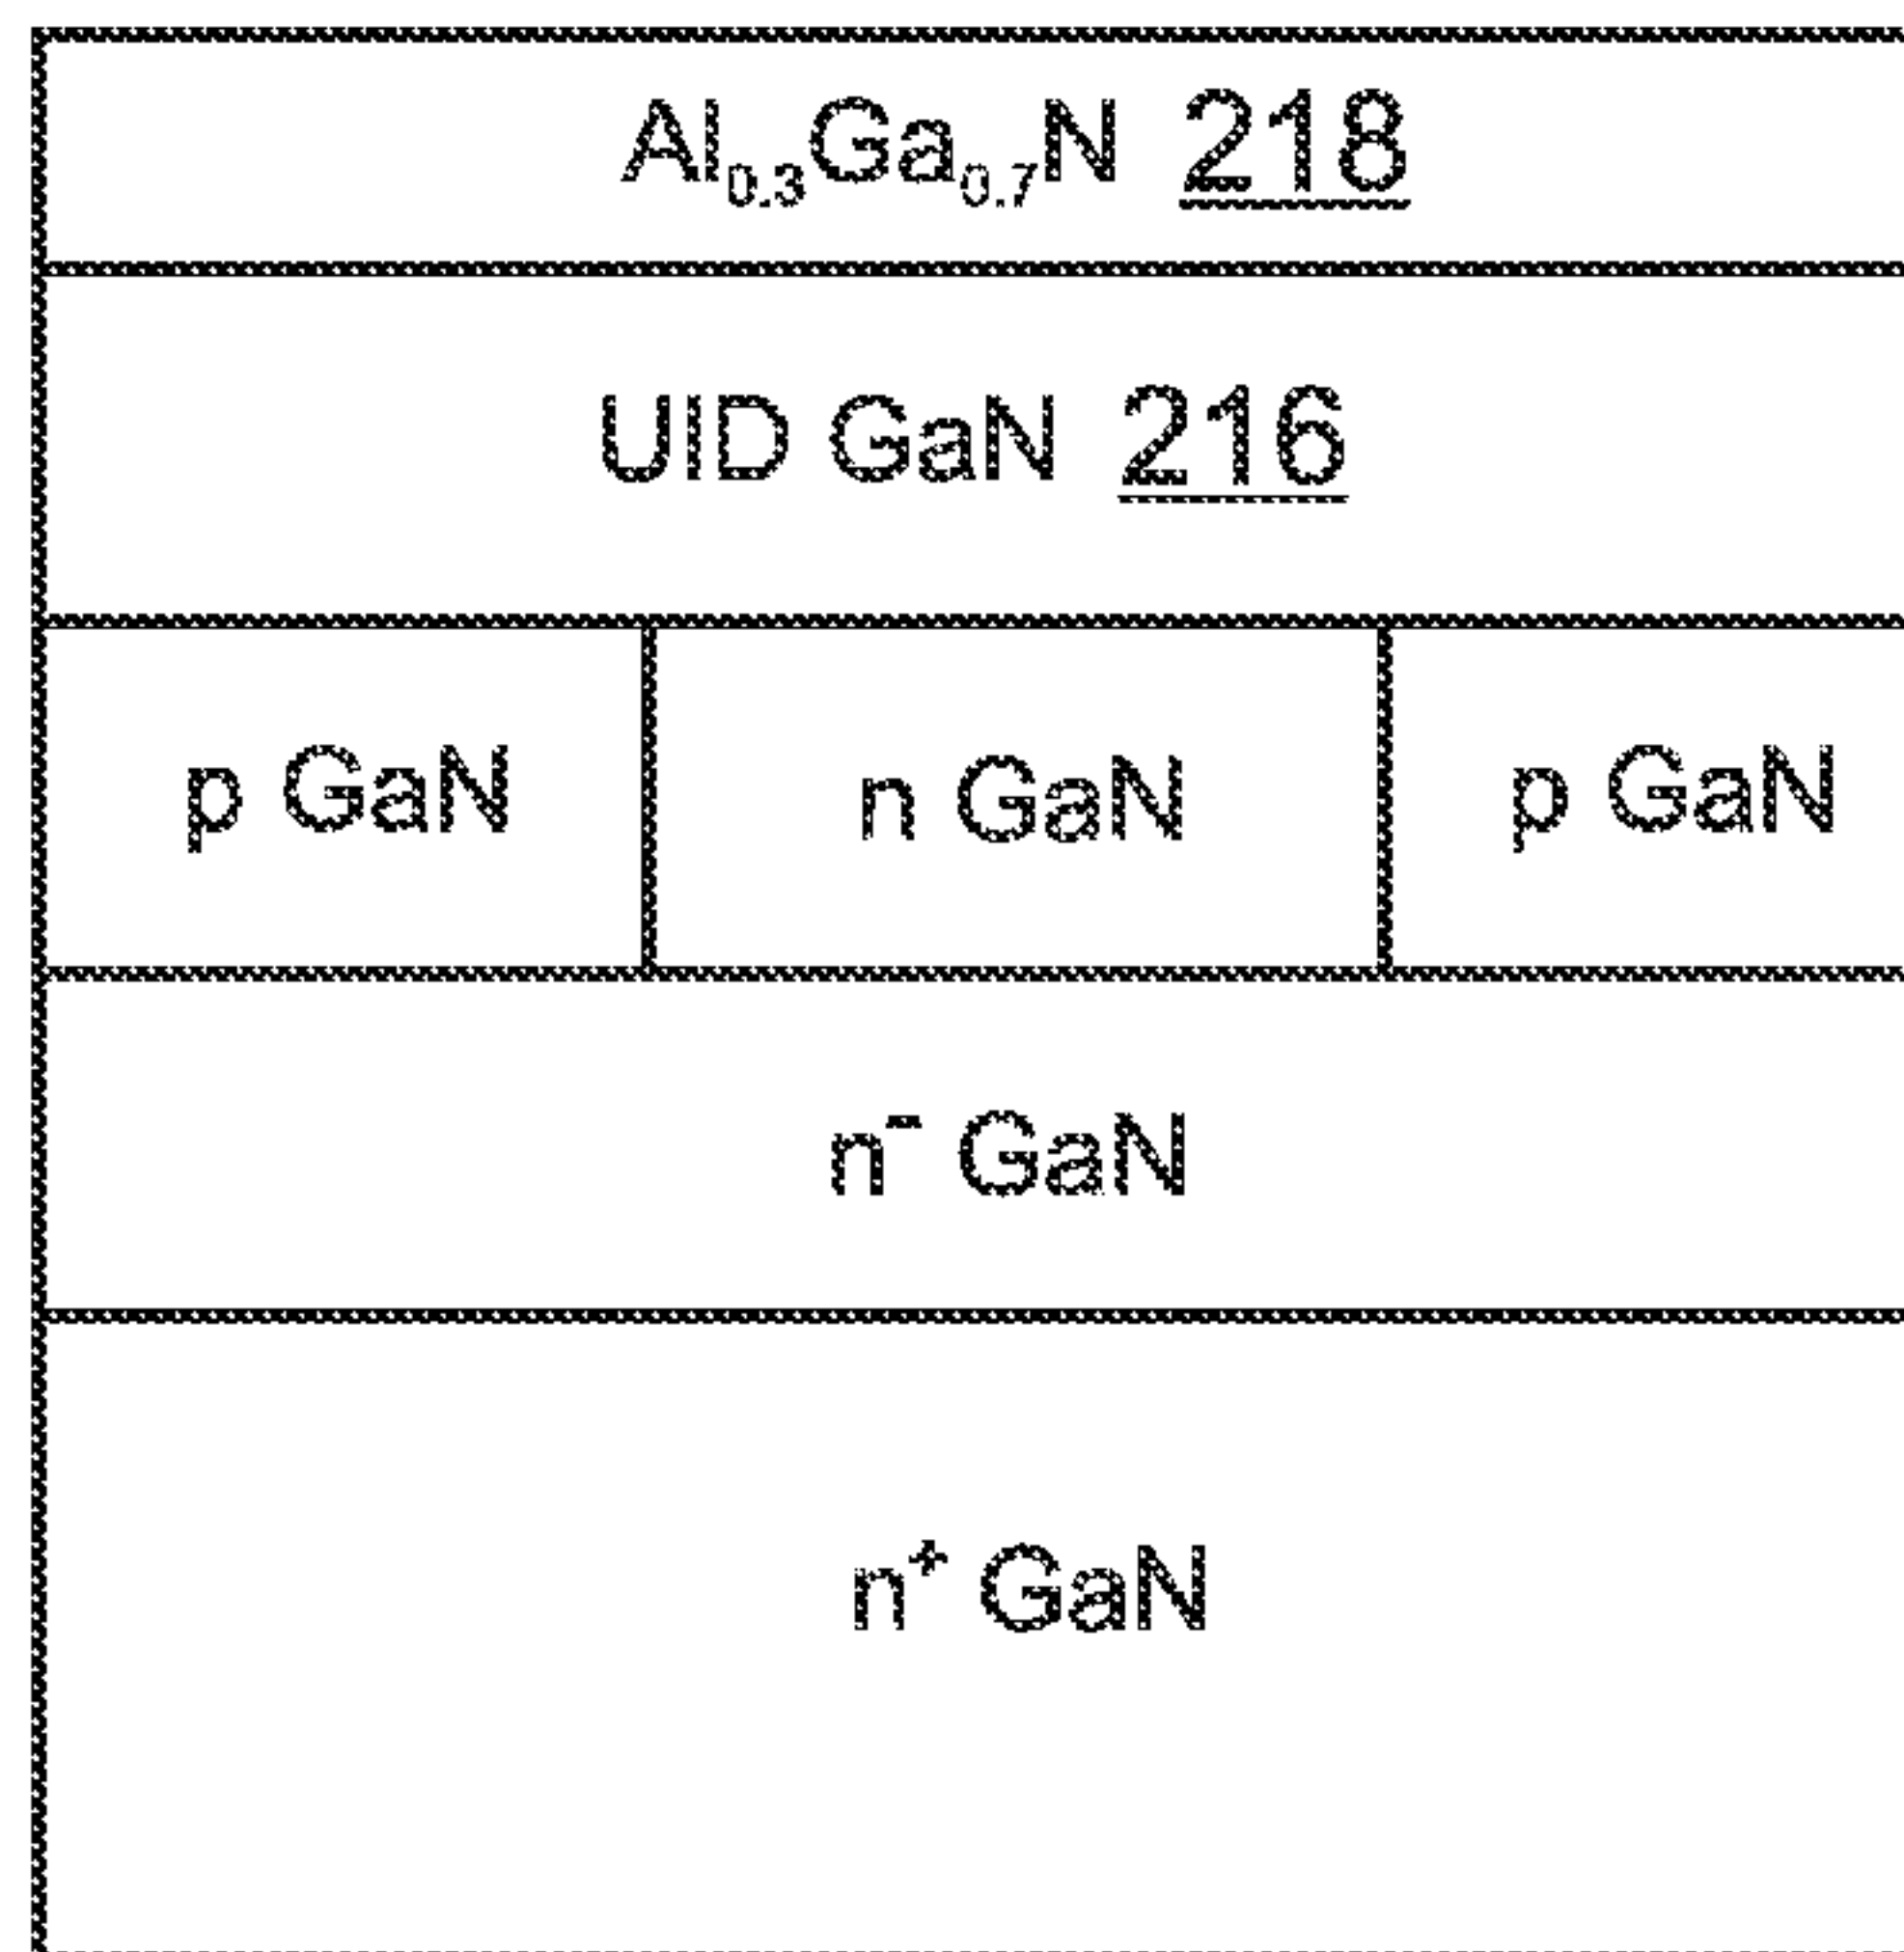 Al0.3Ga0.7N 218
UID GaN 216
p GaN n GaN p GaN
n⁻ GaN
n⁺ GaN